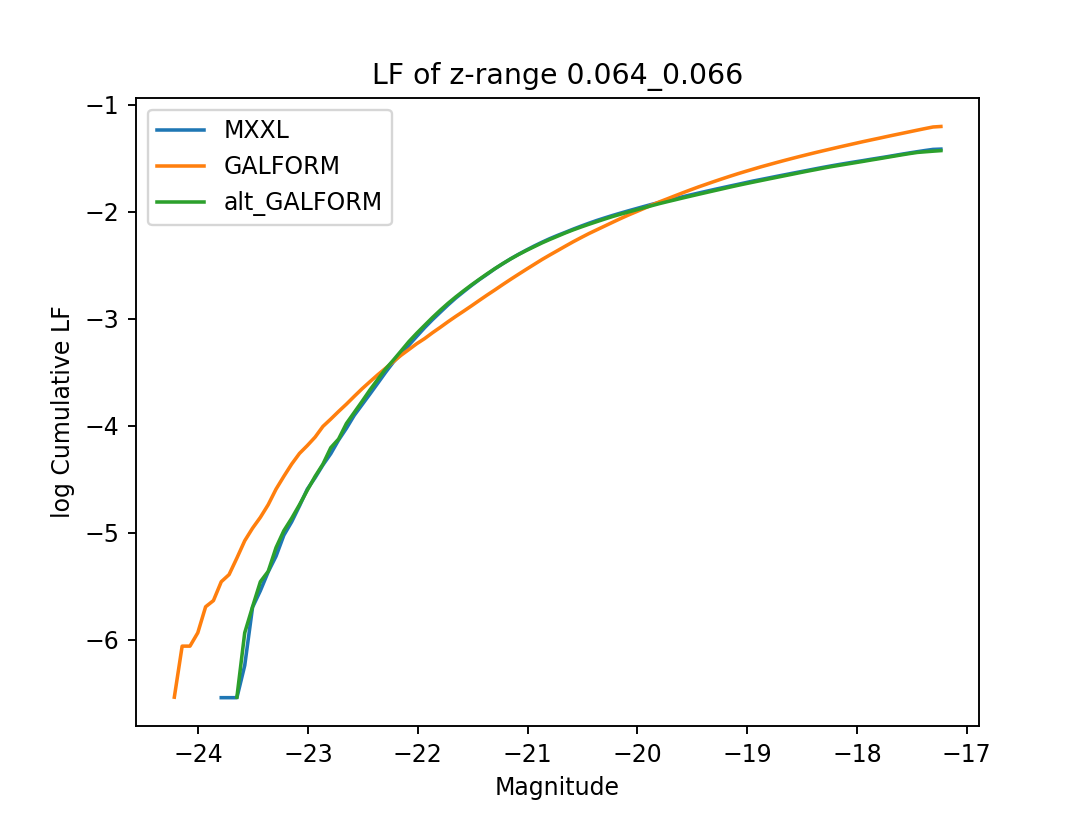 LF of z-range 0.064_0.066
MXXL
GALFORM
alt_GALFORM
−1
−2
−3
−4
−5
−6
log Cumulative LF
−24 −23 −22 −21 −20 −19 −18 −17
Magnitude